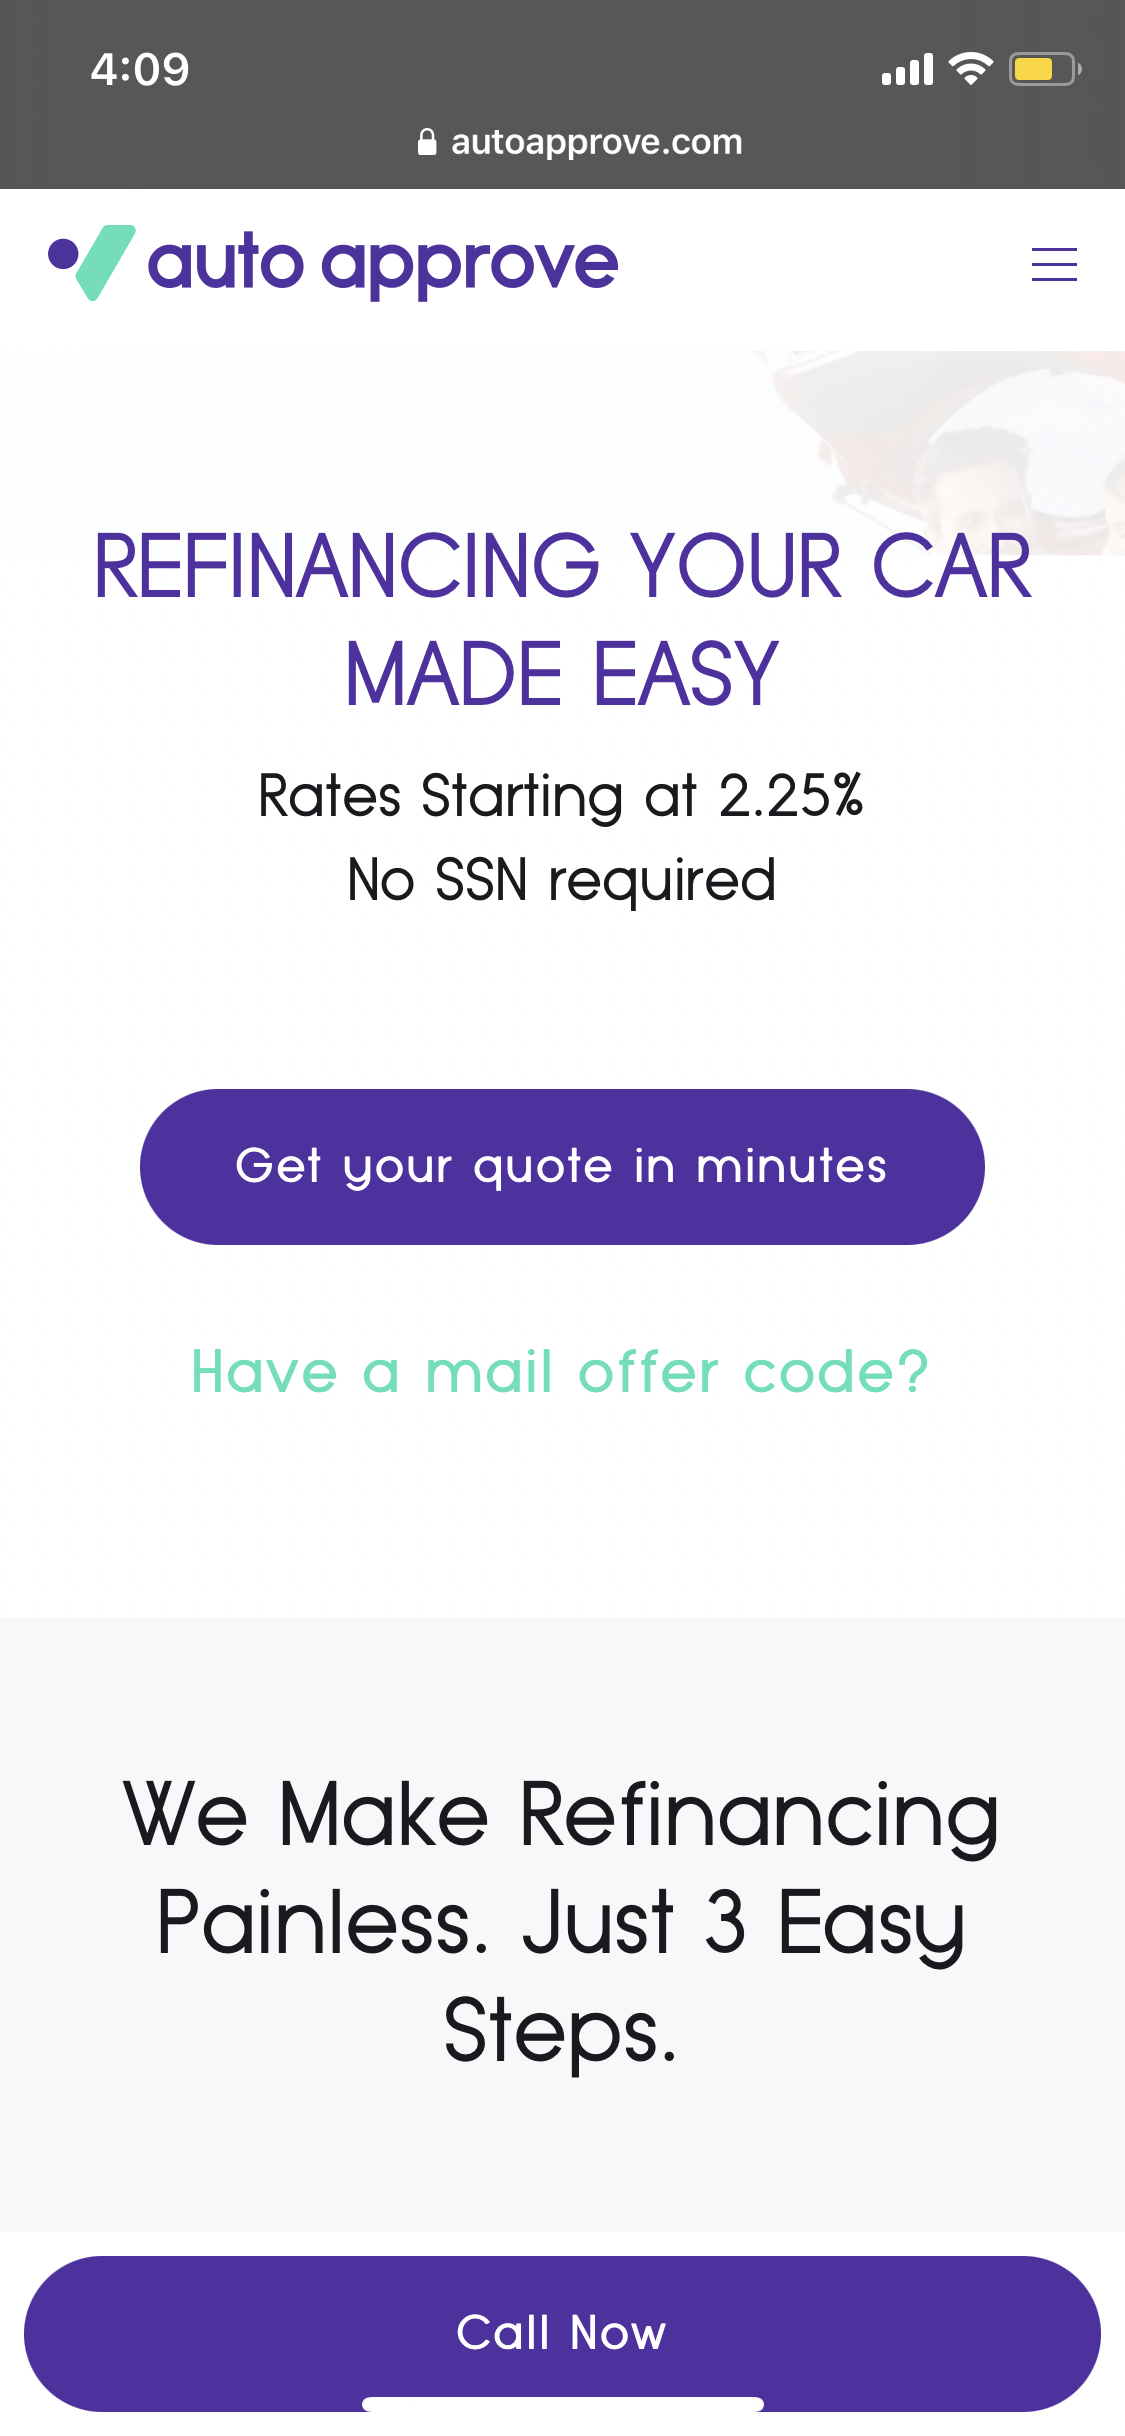 4:09
autoapprove.com
auto approve
REFINANCING YOUR CAR
MADE EASY
Rates Starting at 2.25%
No SSN required
Get your quote in minutes
Have a mail offer code?
We Make Refinancing
Painless. Just 3 Easy
Steps.
Call Now